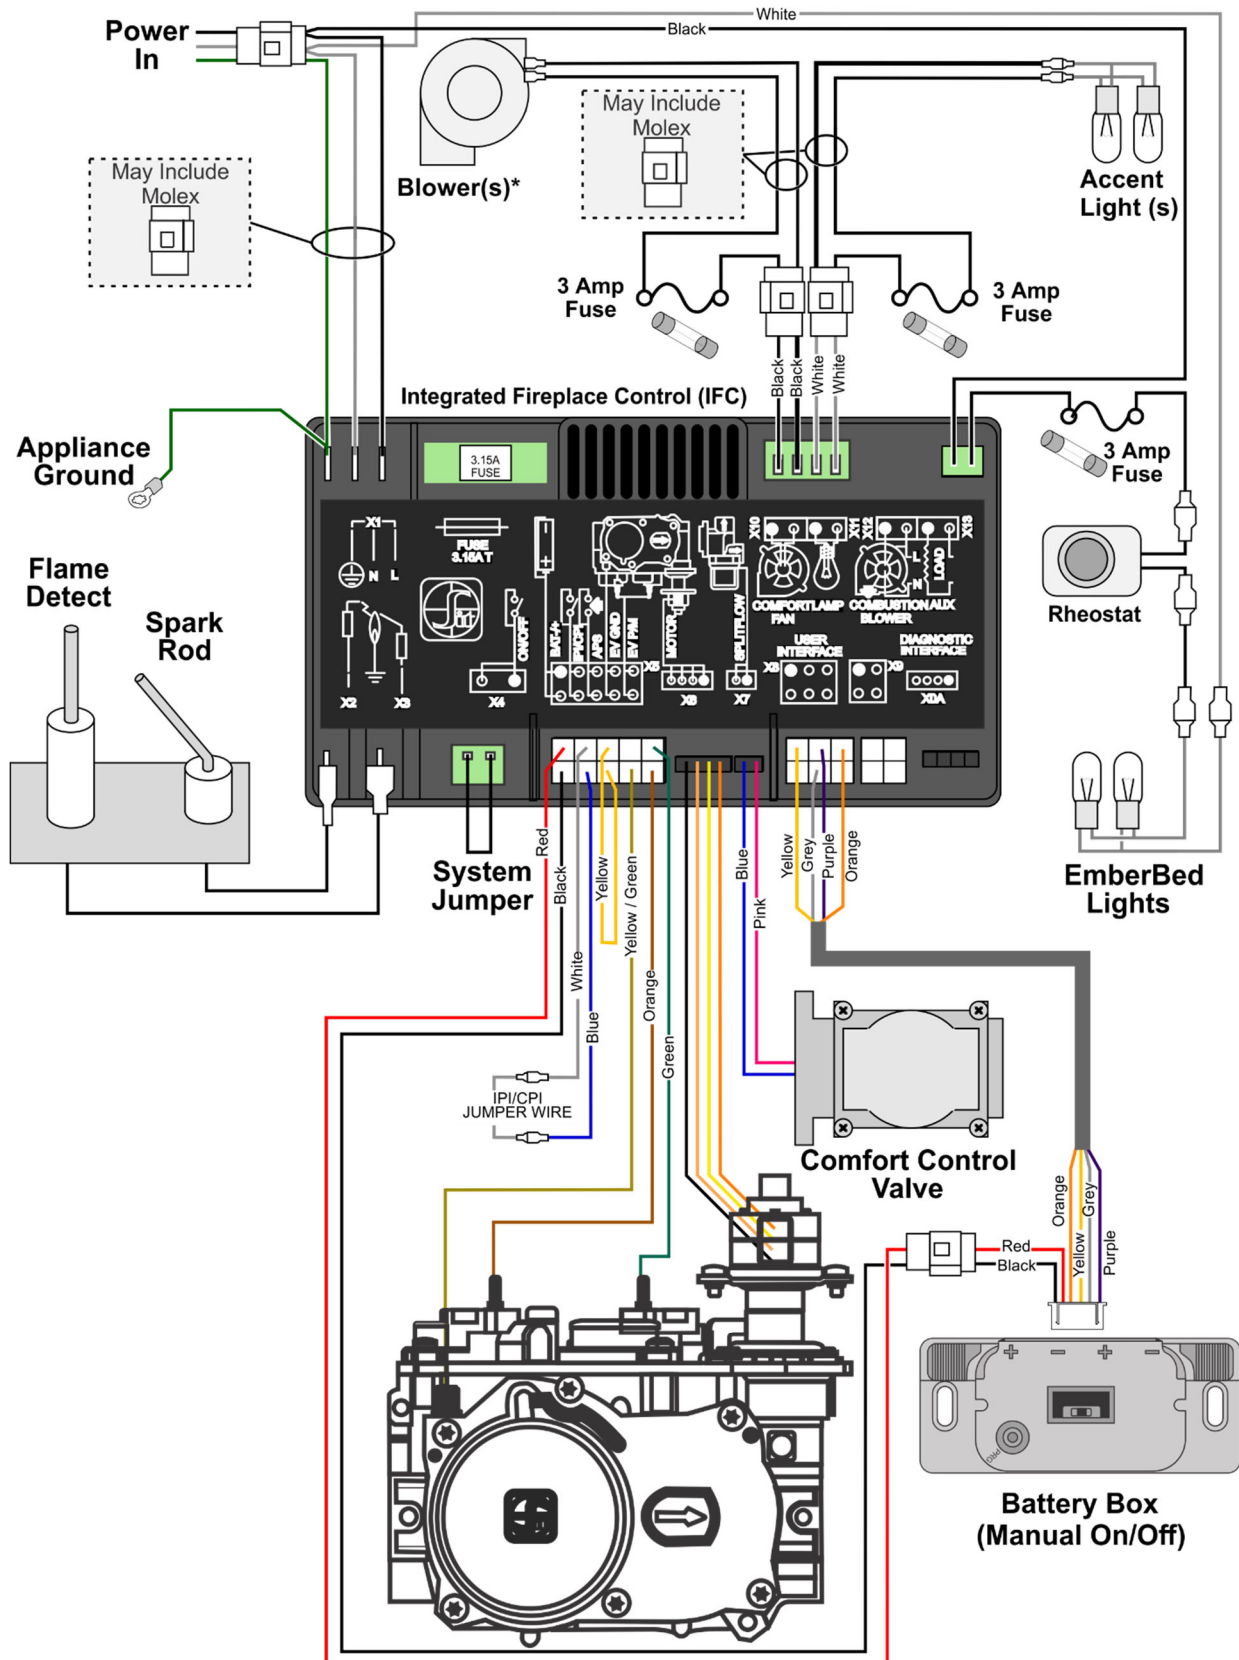 Power
In
White
Black
May Include
Molex
Blower(s)*
May Include
Molex
Accent
Light (s)
3 Amp
Fuse
3 Amp
Fuse
Black
Black
White
White
Integrated Fireplace Control (IFC)
3 Amp
Fuse
Appliance
Ground
3.15A
FUSE
Rheostat
Flame
Detect
Spark
Rod
X1
N
L
FUSE
3.15A T
ON/OFF
BAT-/+
IPI/CPI
APS
EV GND
EV P/M
MOTOR
SPLITFLOW
X10
X11
X12
X13
L
N
LOAD
COMFORT
FAN
LAMP
COMBUSTION
BLOWER
AUX
USER
INTERFACE
DIAGNOSTIC
INTERFACE
X2
X3
X4
X5
X6
X7
X8
X9
X0A
System
Jumper
Red
Black
White
Blue
Yellow
Yellow / Green
Orange
Green
Blue
Pink
Yellow
Grey
Purple
Orange
EmberBed
Lights
IPI/CPI
JUMPER WIRE
Comfort Control
Valve
Orange
Yellow
Grey
Purple
Red
Black
+ − + −
PRG
Battery Box
(Manual On/Off)